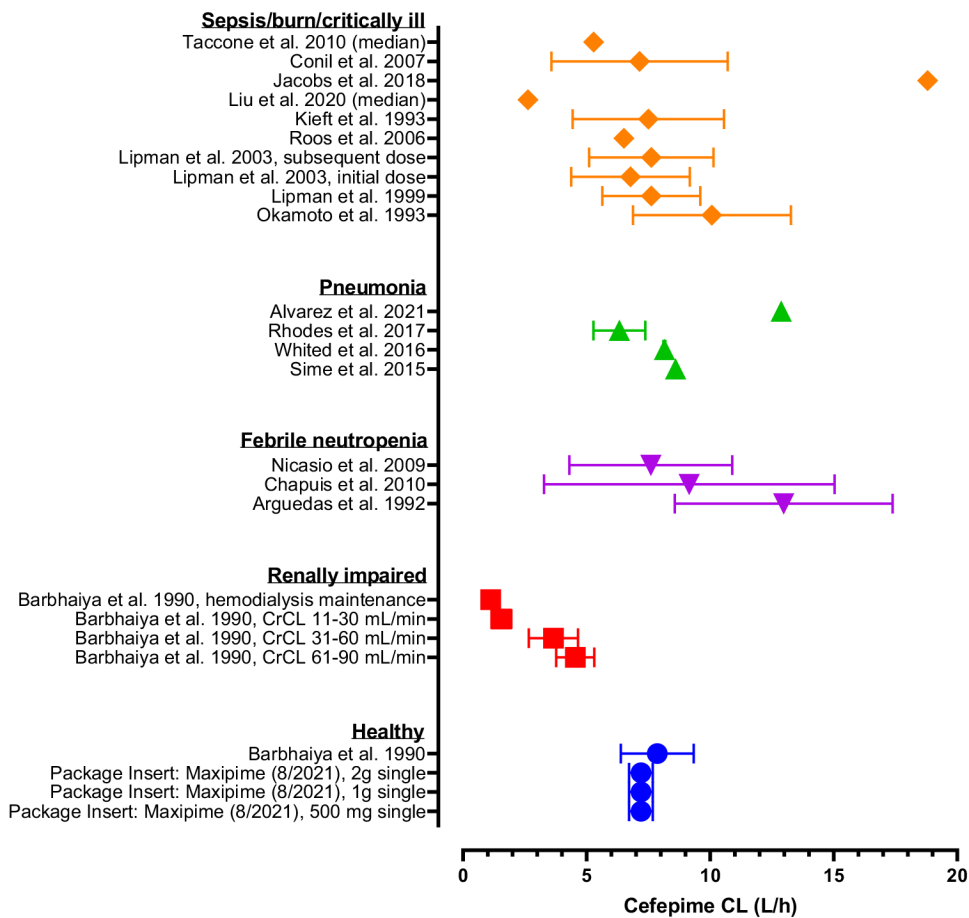 Sepsis/burn/critically ill
Taccone et al. 2010 (median)
Conil et al. 2007
Jacobs et al. 2018
Liu et al. 2020 (median)
Kieft et al. 1993
Roos et al. 2006
Lipman et al. 2003, subsequent dose
Lipman et al. 2003, initial dose
Lipman et al. 1999
Okamoto et al. 1993
Pneumonia
Alvarez et al. 2021
Rhodes et al. 2017
Whited et al. 2016
Sime et al. 2015
Febrile neutropenia
Nicasio et al. 2009
Chapuis et al. 2010
Arguedas et al. 1992
Renally impaired
Barbhaiya et al. 1990, hemodialysis maintenance
Barbhaiya et al. 1990, CrCL 11-30 mL/min
Barbhaiya et al. 1990, CrCL 31-60 mL/min
Barbhaiya et al. 1990, CrCL 61-90 mL/min
Healthy
Barbhaiya et al. 1990
Package Insert: Maxipime (8/2021), 2g single
Package Insert: Maxipime (8/2021), 1g single
Package Insert: Maxipime (8/2021), 500 mg single
0 5 10 15 20
Cefepime CL (L/h)